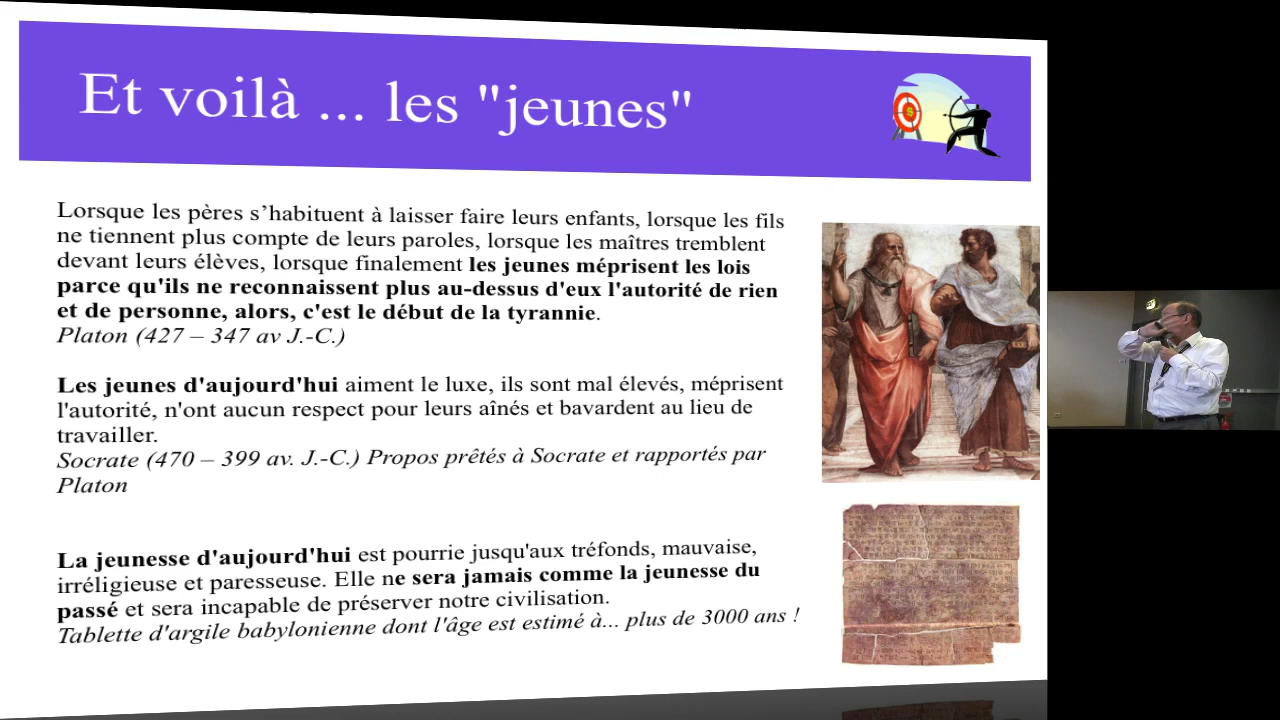 Et voilà ... les "jeunes"
Lorsque les pères s’habituent à laisser faire leurs enfants, lorsque les fils
ne tiennent plus compte de leurs paroles, lorsque les maîtres tremblent
devant leurs élèves, lorsque finalement les jeunes méprisent les lois
parce qu'ils ne reconnaissent plus au-dessus d'eux l'autorité de rien
et de personne, alors, c'est le début de la tyrannie.
Platon (427 – 347 av J.-C.)
Les jeunes d'aujourd'hui aiment le luxe, ils sont mal élevés, méprisent
l'autorité, n'ont aucun respect pour leurs aînés et bavardent au lieu de
travailler.
Socrate (470 – 399 av. J.-C.) Propos prêtés à Socrate et rapportés par
Platon
La jeunesse d'aujourd'hui est pourrie jusqu'aux tréfonds, mauvaise,
irréligieuse et paresseuse. Elle ne sera jamais comme la jeunesse du
passé et sera incapable de préserver notre civilisation.
Tablette d'argile babylonienne dont l'âge est estimé à... plus de 3000 ans !